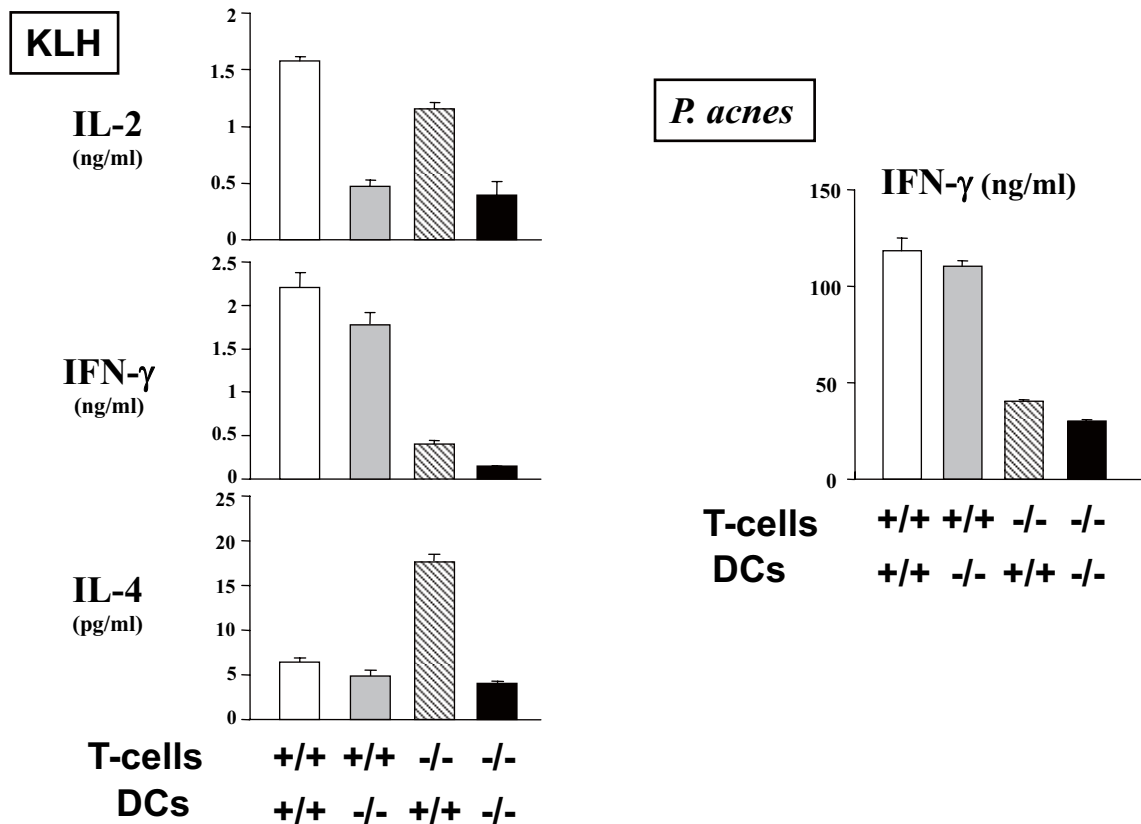 KLH
IL-2
(ng/ml)
2
1.5
1
0.5
0
IFN-γ
(ng/ml)
2.5
2
1.5
1
0.5
0
IL-4
(pg/ml)
25
20
15
10
5
0
T-cells +/+ +/+ -/- -/-
DCs +/+ -/- +/+ -/-
P. acnes
IFN-γ (ng/ml)
150
100
50
0
T-cells +/+ +/+ -/- -/-
DCs +/+ -/- +/+ -/-